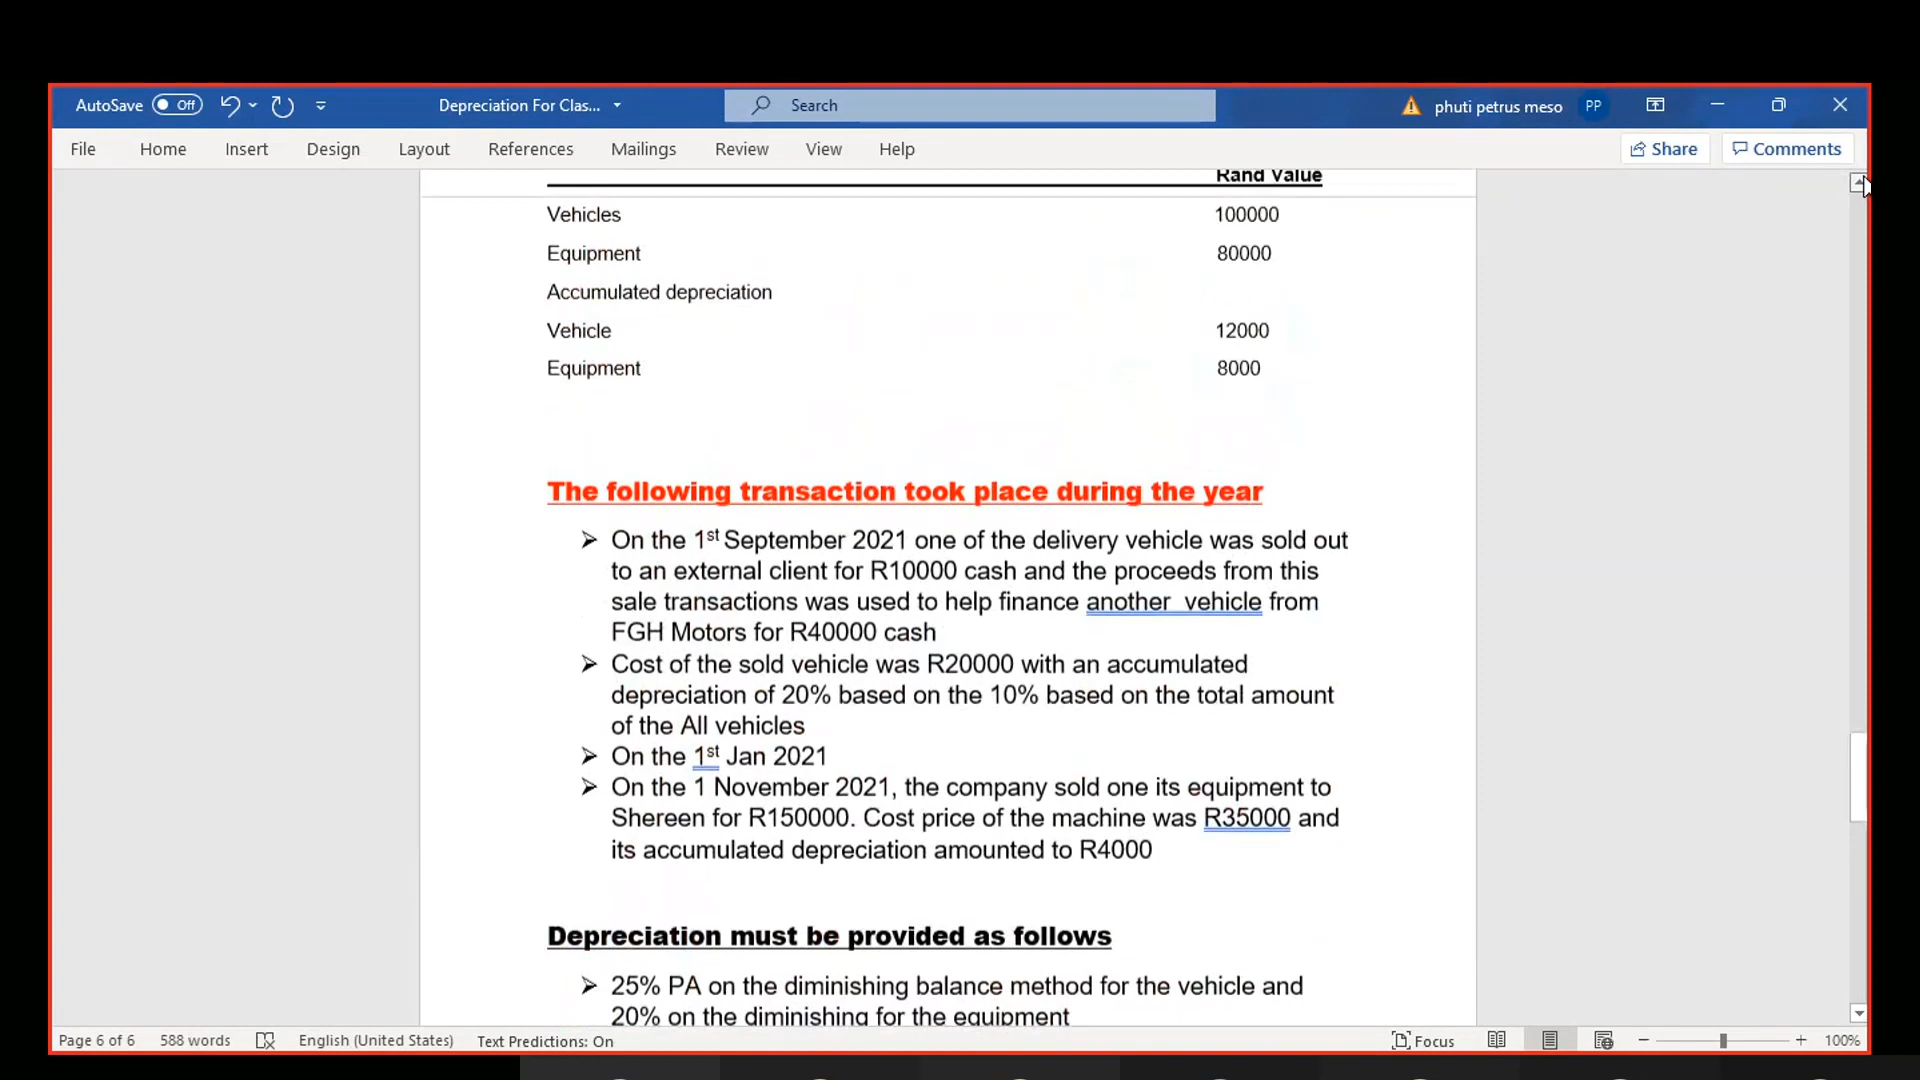 AutoSave Off Depreciation For Clas... Search phuti petrus meso PP
File Home Insert Design Layout References Mailings Review View Help Share Comments
Rand Value
Vehicles 100000
Equipment 80000
Accumulated depreciation
Vehicle 12000
Equipment 8000
The following transaction took place during the year
➢ On the 1st September 2021 one of the delivery vehicle was sold out
to an external client for R10000 cash and the proceeds from this
sale transactions was used to help finance another vehicle from
FGH Motors for R40000 cash
➢ Cost of the sold vehicle was R20000 with an accumulated
depreciation of 20% based on the 10% based on the total amount
of the All vehicles
➢ On the 1st Jan 2021
➢ On the 1 November 2021, the company sold one its equipment to
Shereen for R150000. Cost price of the machine was R35000 and
its accumulated depreciation amounted to R4000
Depreciation must be provided as follows
➢ 25% PA on the diminishing balance method for the vehicle and
20% on the diminishing for the equipment
Page 6 of 6 588 words English (United States) Text Predictions: On Focus 100%